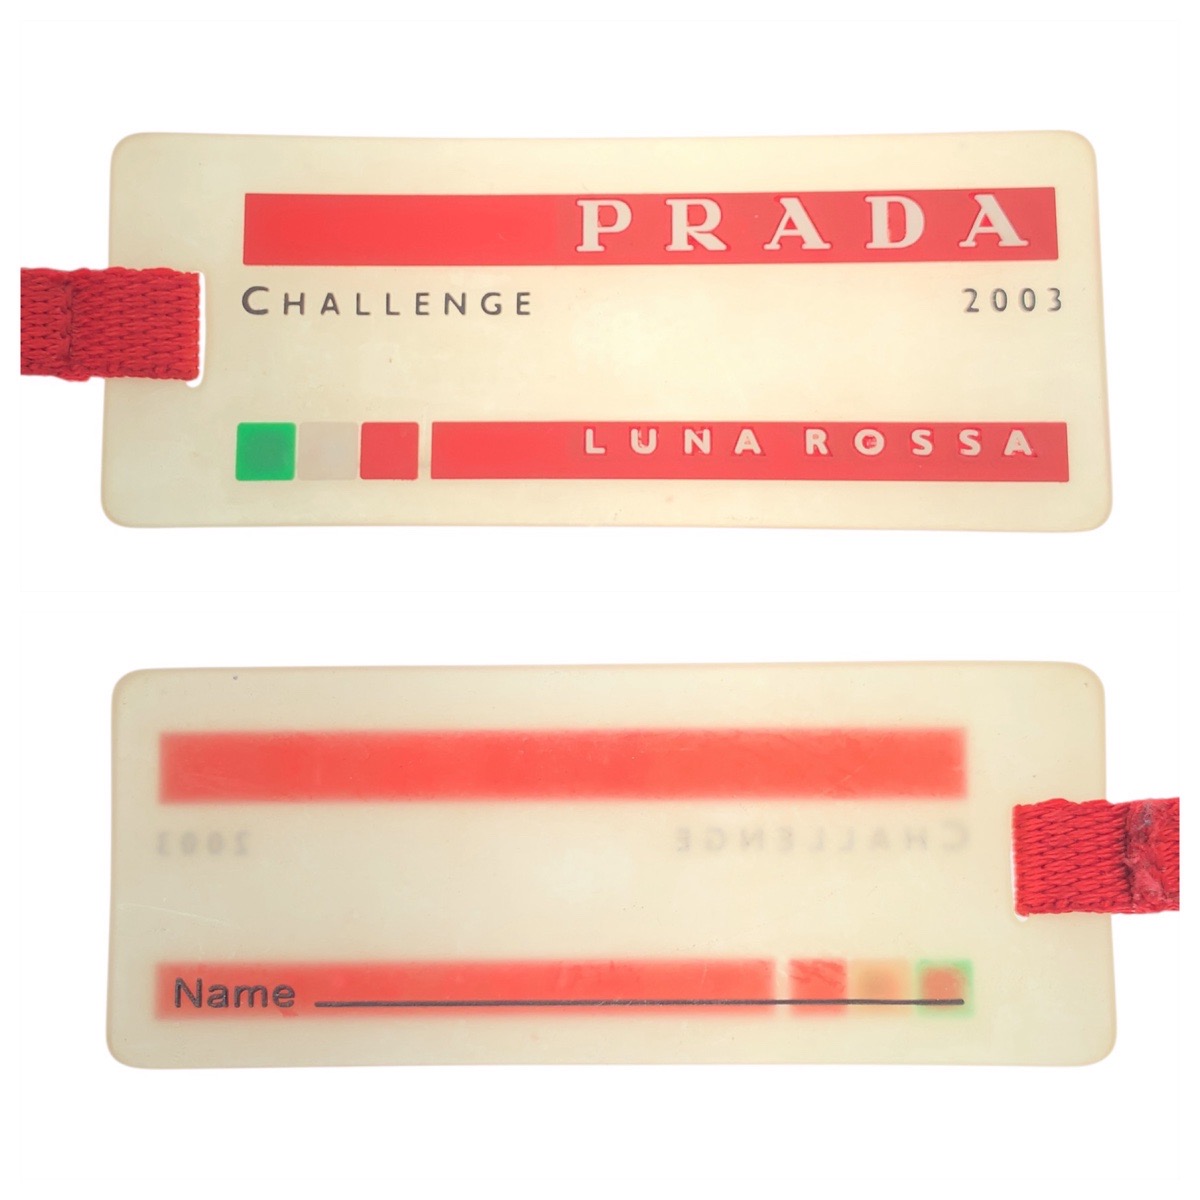 PRADA
CHALLENGE 2003
LUNA ROSSA
2003 CHALLENGE
Name